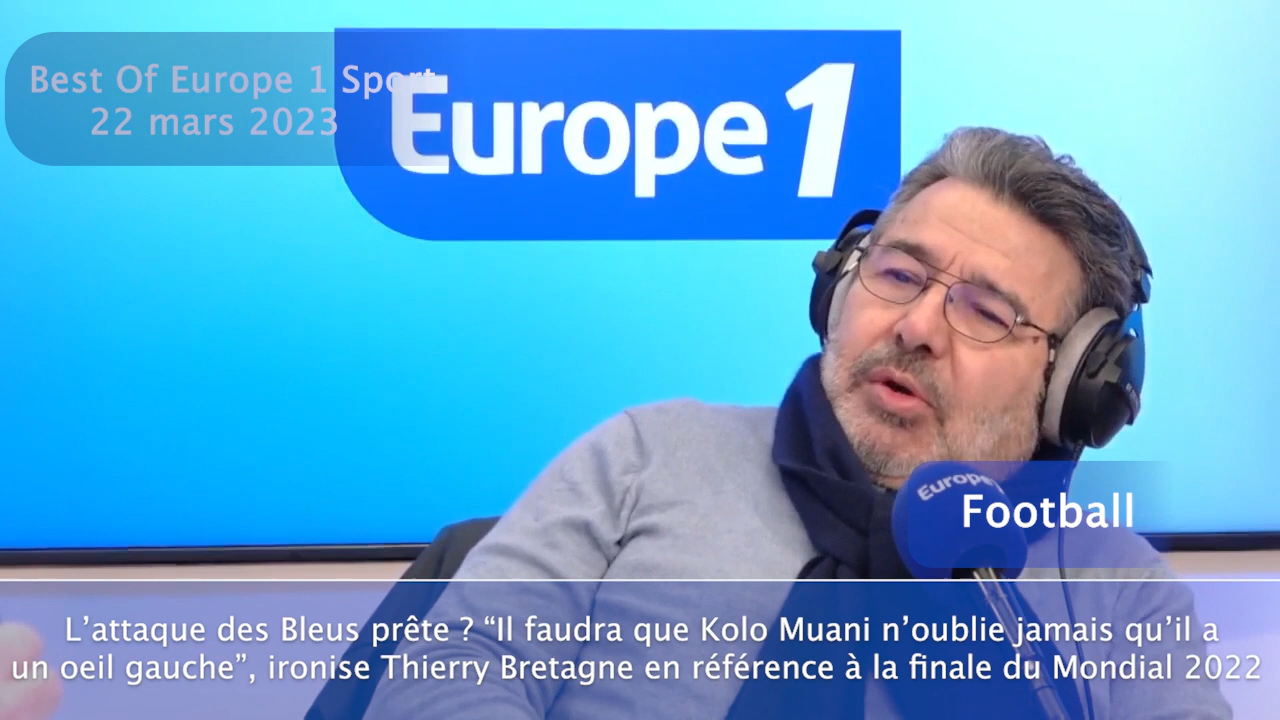 Best Of Europe 1 Sport
22 mars 2023
Europe 1
Europe 1
Football
L’attaque des Bleus prête ? “Il faudra que Kolo Muani n’oublie jamais qu’il a
un oeil gauche”, ironise Thierry Bretagne en référence à la finale du Mondial 2022